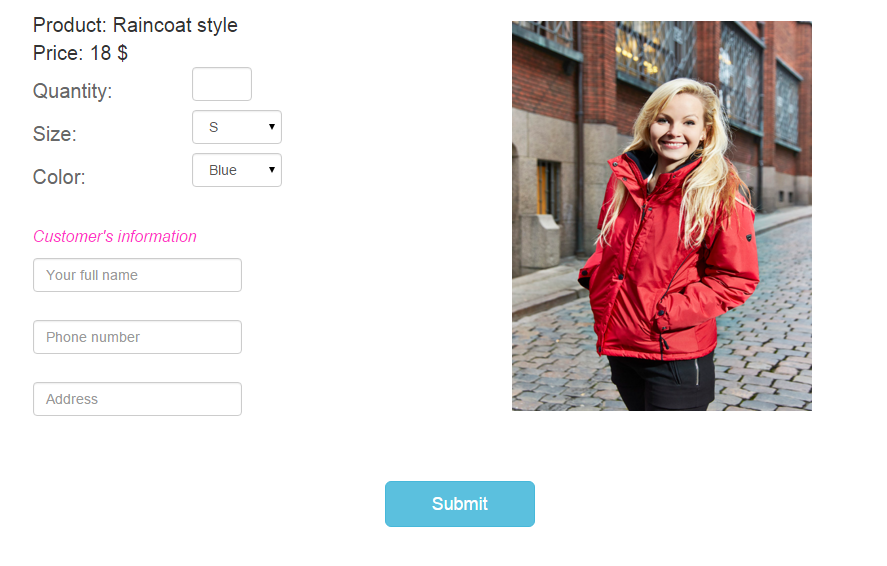 Product: Raincoat style
Price: 18 $
Quantity:
Size: S
Color: Blue
Customer's information
Your full name
Phone number
Address
Submit